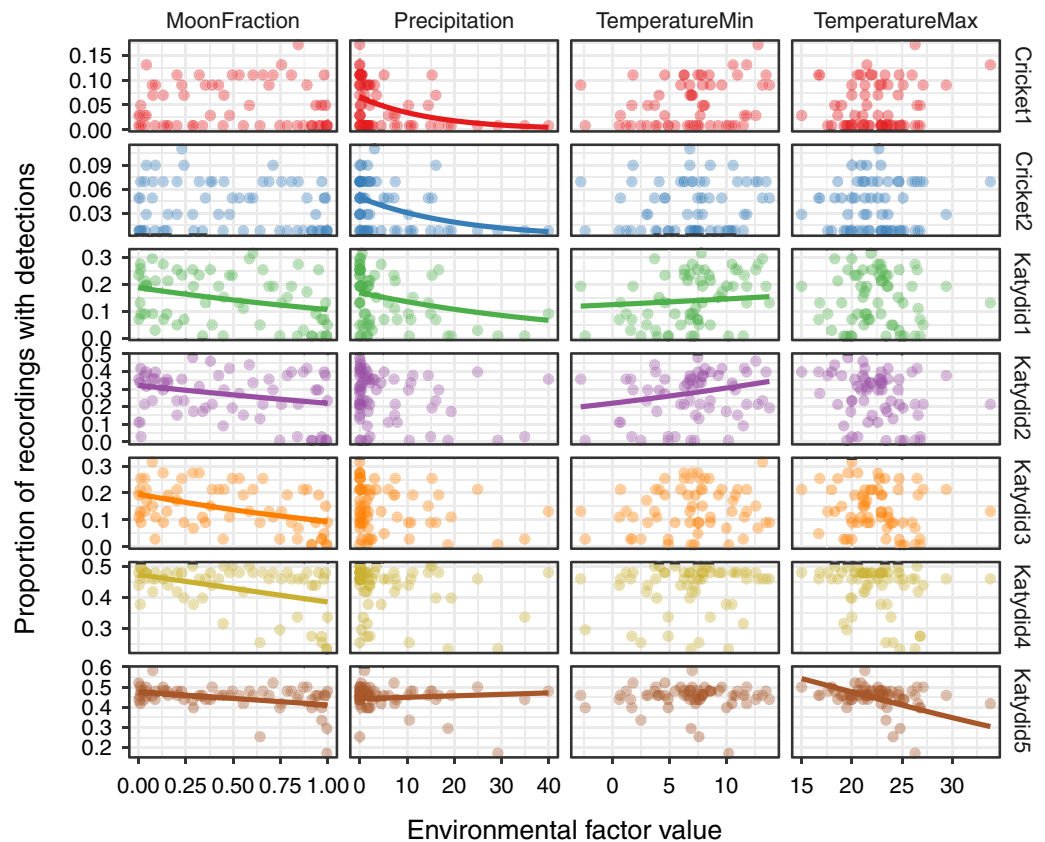 MoonFraction Precipitation TemperatureMin TemperatureMax
0.15
0.10
0.05
0.00
Cricket1
0.09
0.06
0.03
Cricket2
0.3
0.2
0.1
0.0
Katydid1
0.5
0.4
0.3
0.2
0.1
0.0
Katydid2
0.3
0.2
0.1
0.0
Katydid3
0.5
0.4
0.3
Katydid4
0.6
0.5
0.4
0.3
0.2
Katydid5
Proportion of recordings with detections
0.00 0.25 0.50 0.75 1.00 0 10 20 30 40 0 5 10 15 20 25 30
Environmental factor value